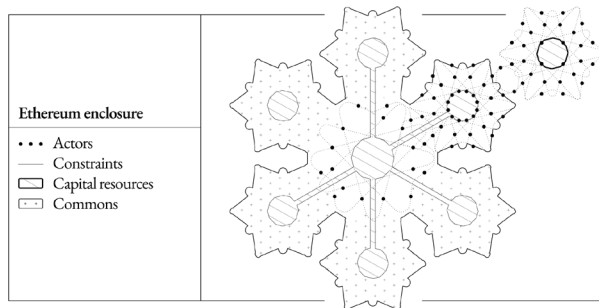 Ethereum enclosure
Actors
Constraints
Capital resources
Commons